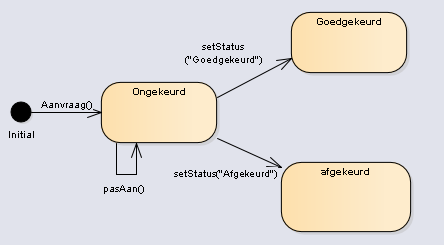 Goedgekeurd
setStatus
("Goedgekeurd")
Ongekeurd
Aanvraag()
Initial
pasAan()
setStatus("Afgekeurd")
afgekeurd